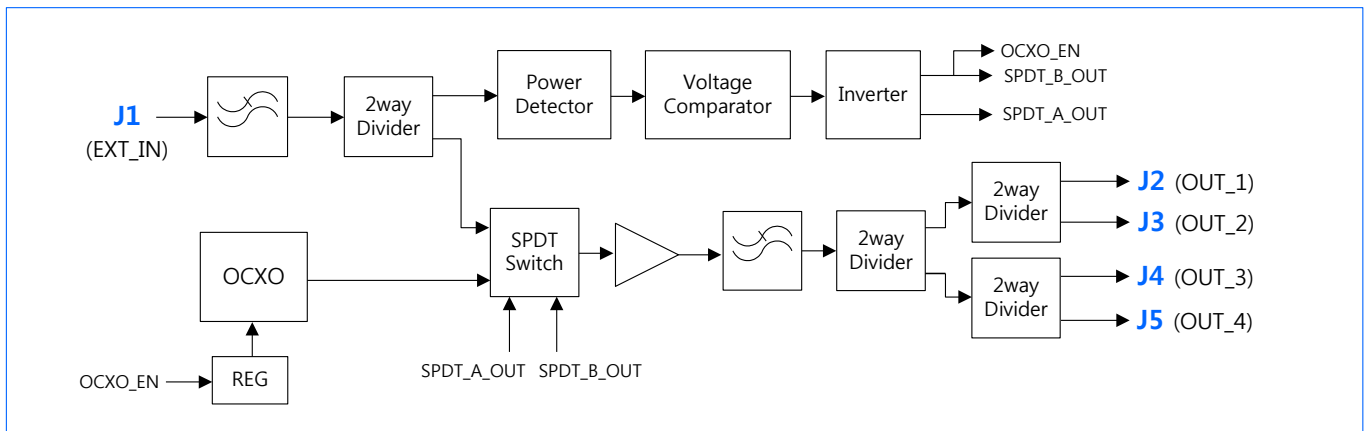 J1
(EXT_IN)
2way
Divider
Power
Detector
Voltage
Comparator
Inverter
OCXO_EN
SPDT_B_OUT
SPDT_A_OUT
OCXO
REG
OCXO_EN
SPDT
Switch
SPDT_A_OUT SPDT_B_OUT
2way
Divider
2way
Divider
J2 (OUT_1)
J3 (OUT_2)
2way
Divider
J4 (OUT_3)
J5 (OUT_4)